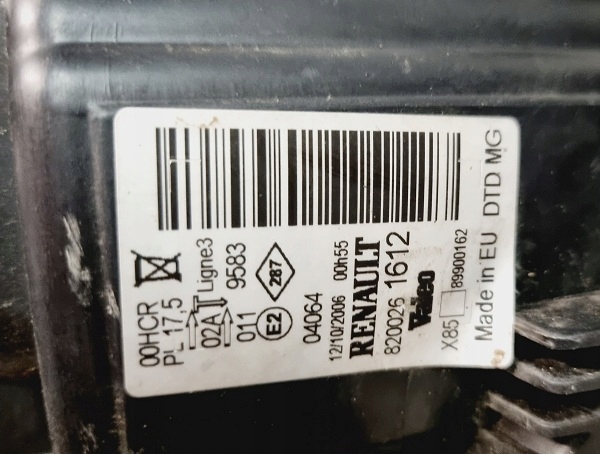 00HCR
PL 17,5
02A Ligne3
011 9583
E2 287
04064
12/10/2006 00h55
RENAULT
820026 1612
Valeo
X85 89900162
Made in EU DTD MG